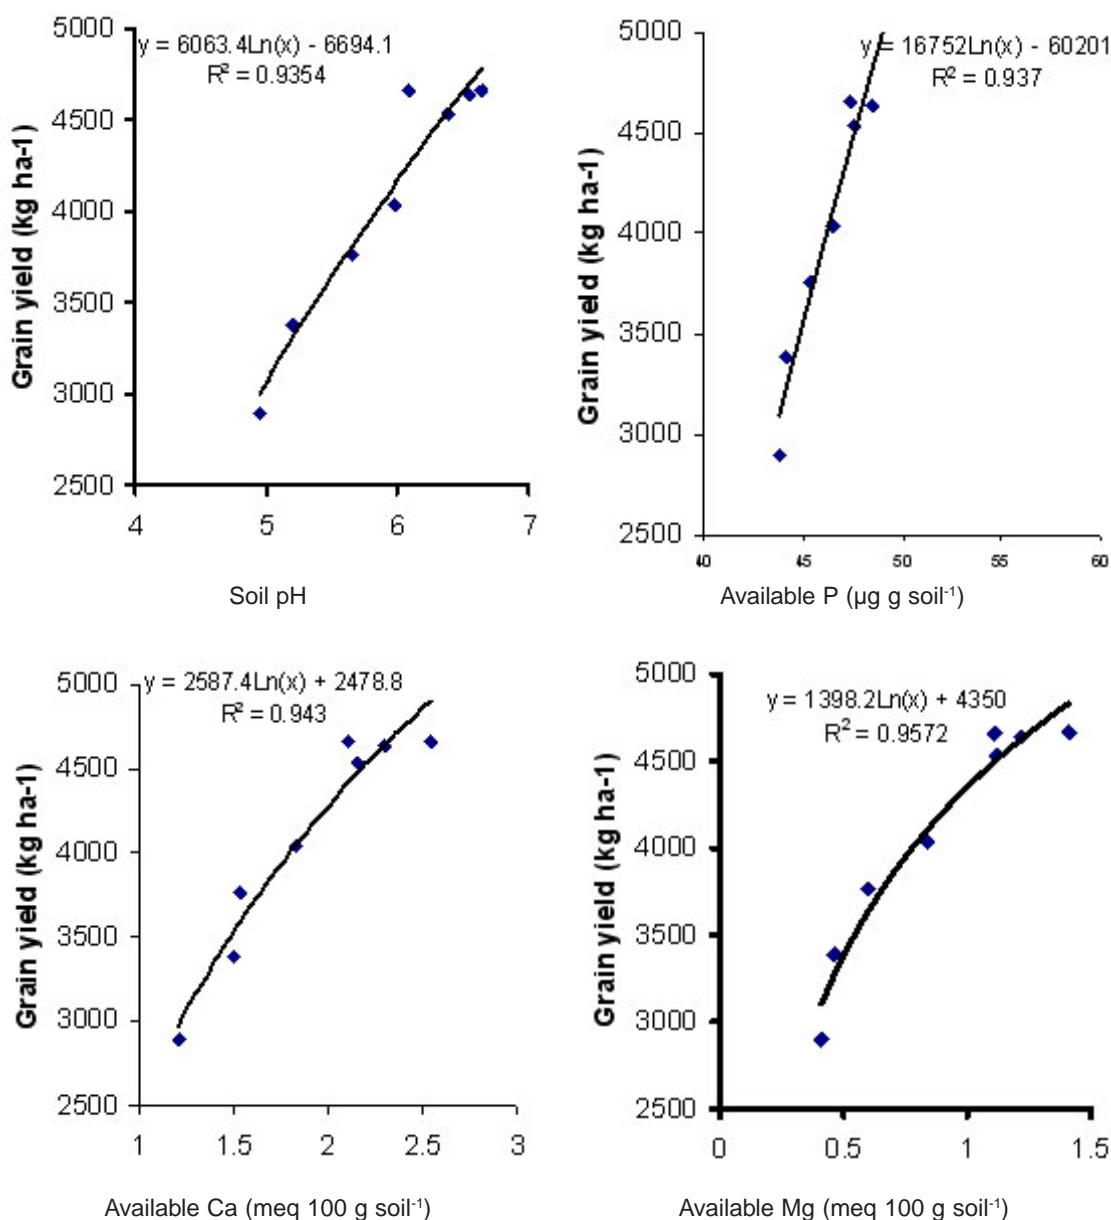 y = 6063.4Ln(x) - 6694.1
R² = 0.9354
Grain yield (kg ha-1)
5000
4500
4000
3500
3000
2500
4 5 6 7
Soil pH
y = 16752Ln(x) - 60201
R² = 0.937
Grain yield (kg ha-1)
5000
4500
4000
3500
3000
2500
40 45 50 55 60
Available P (µg g soil⁻¹)
y = 2587.4Ln(x) + 2478.8
R² = 0.943
Grain yield (kg ha-1)
5000
4500
4000
3500
3000
2500
1 1.5 2 2.5 3
Available Ca (meq 100 g soil⁻¹)
y = 1398.2Ln(x) + 4350
R² = 0.9572
Grain yield (kg ha-1)
5000
4500
4000
3500
3000
2500
0 0.5 1 1.5
Available Mg (meq 100 g soil⁻¹)